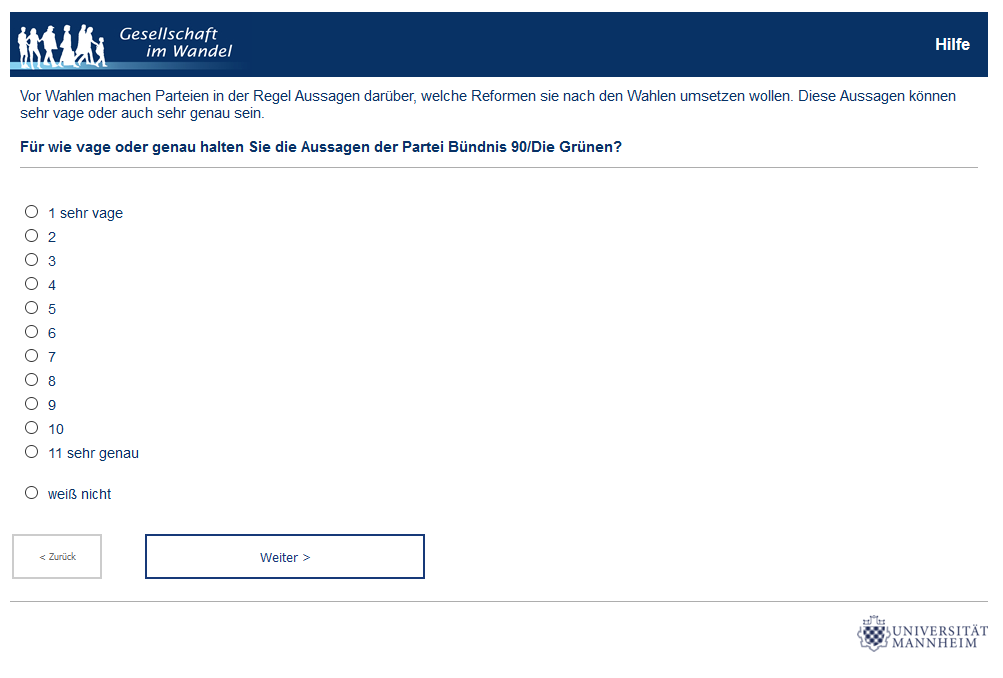 Gesellschaft
im Wandel
Hilfe
Vor Wahlen machen Parteien in der Regel Aussagen darüber, welche Reformen sie nach den Wahlen umsetzen wollen. Diese Aussagen können
sehr vage oder auch sehr genau sein.
Für wie vage oder genau halten Sie die Aussagen der Partei Bündnis 90/Die Grünen?
1 sehr vage
2
3
4
5
6
7
8
9
10
11 sehr genau
weiß nicht
< Zurück
Weiter >
UNIVERSITÄT
MANNHEIM